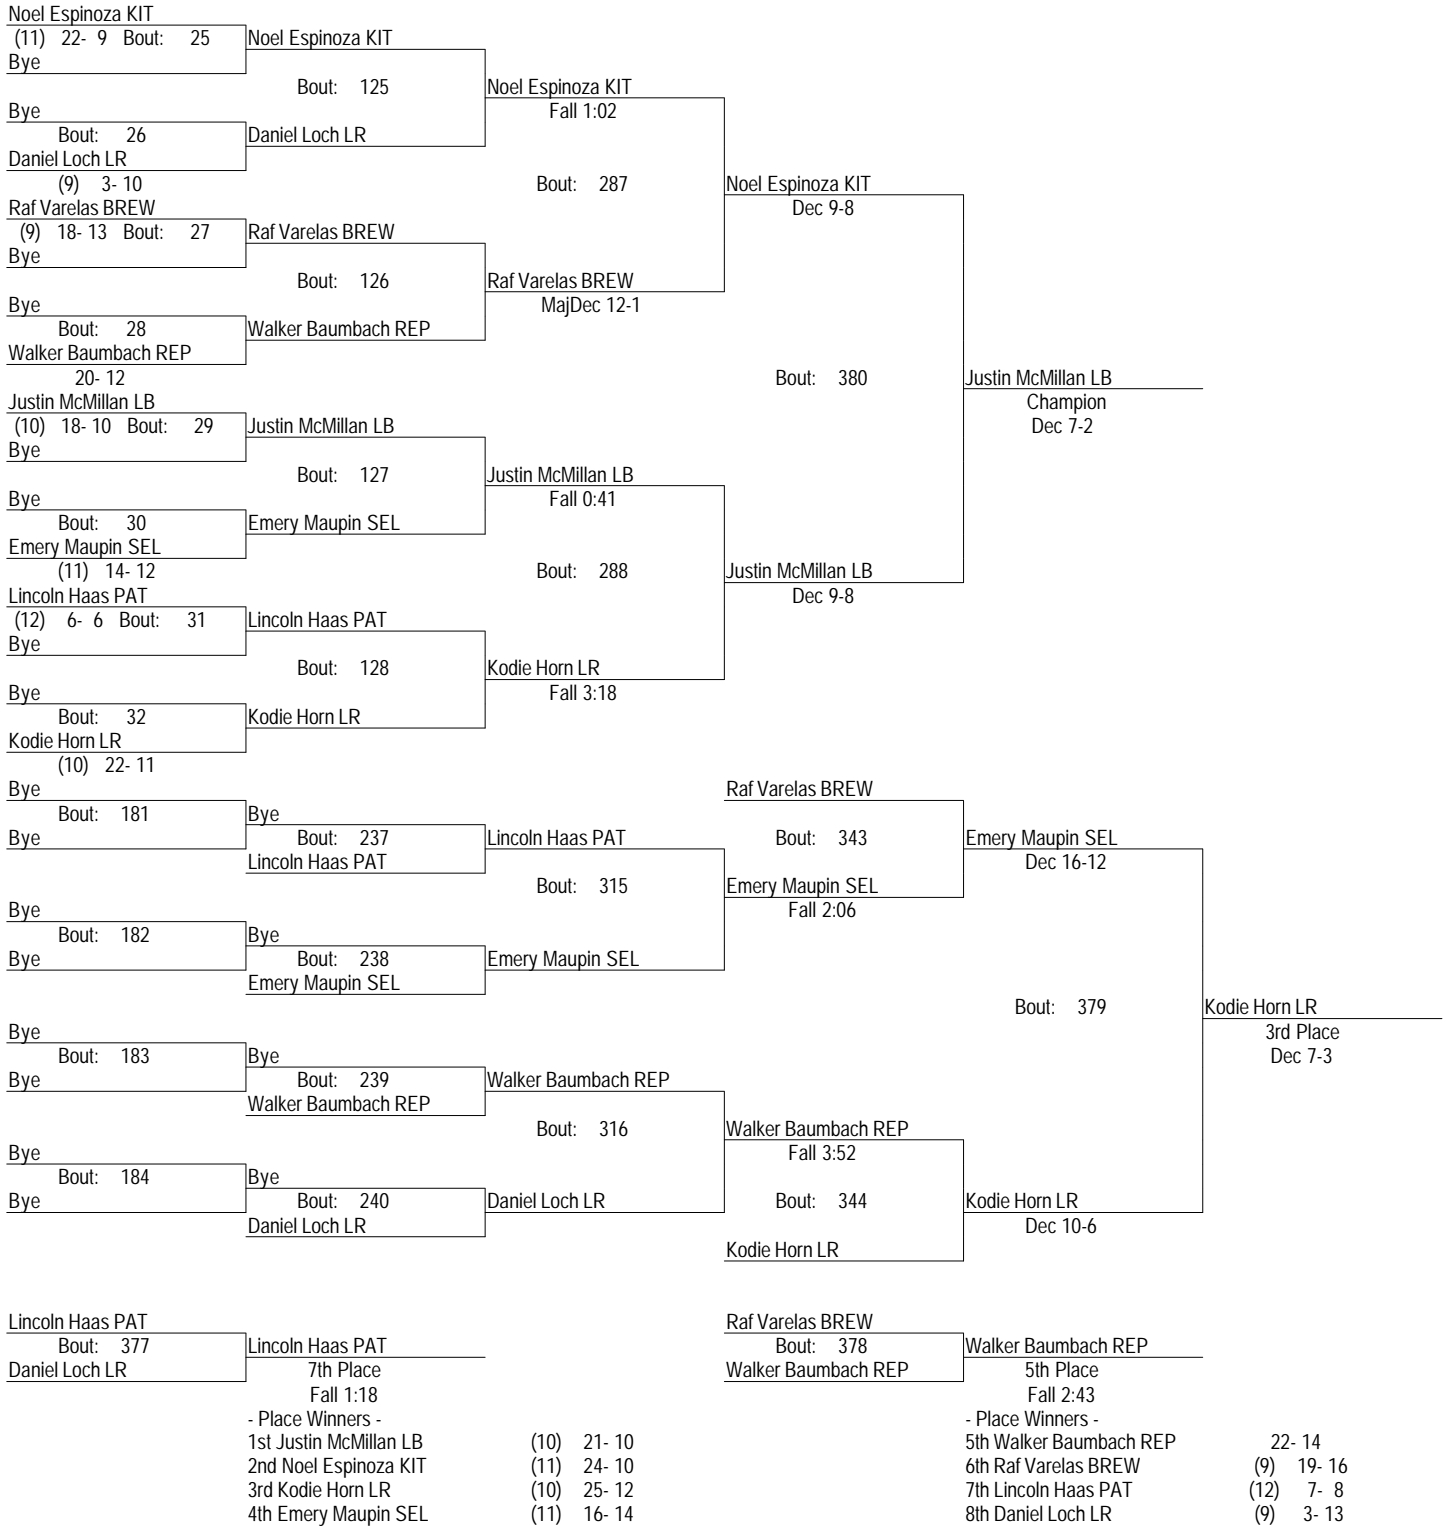 Noel Espinoza KIT
(11) 22- 9 Bout: 25 Noel Espinoza KIT
Bye
Bout: 125 Noel Espinoza KIT
Bye Fall 1:02
Bout: 26 Daniel Loch LR
Daniel Loch LR
(9) 3- 10 Bout: 287 Noel Espinoza KIT
Raf Varelas BREW Dec 9-8
(9) 18- 13 Bout: 27 Raf Varelas BREW
Bye
Bout: 126 Raf Varelas BREW
Bye MajDec 12-1
Bout: 28 Walker Baumbach REP
Walker Baumbach REP
20- 12 Bout: 380 Justin McMillan LB
Justin McMillan LB Champion
(10) 18- 10 Bout: 29 Justin McMillan LB Dec 7-2
Bye
Bout: 127 Justin McMillan LB
Bye Fall 0:41
Bout: 30 Emery Maupin SEL
Emery Maupin SEL
(11) 14- 12 Bout: 288 Justin McMillan LB
Lincoln Haas PAT Dec 9-8
(12) 6- 6 Bout: 31 Lincoln Haas PAT
Bye
Bout: 128 Kodie Horn LR
Bye Fall 3:18
Bout: 32 Kodie Horn LR
Kodie Horn LR
(10) 22- 11
Bye Raf Varelas BREW
Bout: 181 Bye
Bye Bout: 237 Lincoln Haas PAT Bout: 343 Emery Maupin SEL
Lincoln Haas PAT Dec 16-12
Bout: 315 Emery Maupin SEL
Bye Fall 2:06
Bout: 182 Bye
Bye Bout: 238 Emery Maupin SEL
Emery Maupin SEL
Bout: 379 Kodie Horn LR
Bye 3rd Place
Bout: 183 Bye Dec 7-3
Bye Bout: 239 Walker Baumbach REP
Walker Baumbach REP
Bout: 316 Walker Baumbach REP
Bye Fall 3:52
Bout: 184 Bye
Bye Bout: 240 Daniel Loch LR Bout: 344 Kodie Horn LR
Daniel Loch LR Dec 10-6
Kodie Horn LR
Lincoln Haas PAT Raf Varelas BREW
Bout: 377 Lincoln Haas PAT Bout: 378 Walker Baumbach REP
Daniel Loch LR 7th Place Walker Baumbach REP 5th Place
Fall 1:18 Fall 2:43
- Place Winners - - Place Winners -
1st Justin McMillan LB (10) 21- 10 5th Walker Baumbach REP 22- 14
2nd Noel Espinoza KIT (11) 24- 10 6th Raf Varelas BREW (9) 19- 16
3rd Kodie Horn LR (10) 25- 12 7th Lincoln Haas PAT (12) 7- 8
4th Emery Maupin SEL (11) 16- 14 8th Daniel Loch LR (9) 3- 13